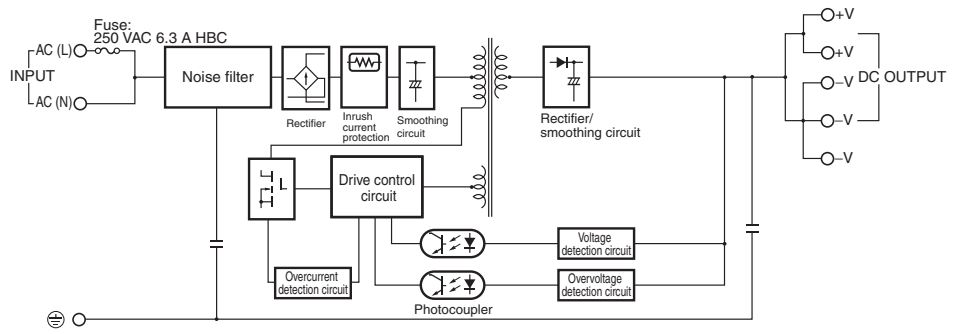 Fuse:
250 VAC 6.3 A HBC
AC (L)
INPUT
AC (N)
Noise filter
Rectifier
Inrush
current
protection
Smoothing
circuit
Rectifier/
smoothing circuit
+V
+V
−V
DC OUTPUT
−V
−V
Drive control
circuit
Overcurrent
detection circuit
Voltage
detection circuit
Overvoltage
detection circuit
Photocoupler